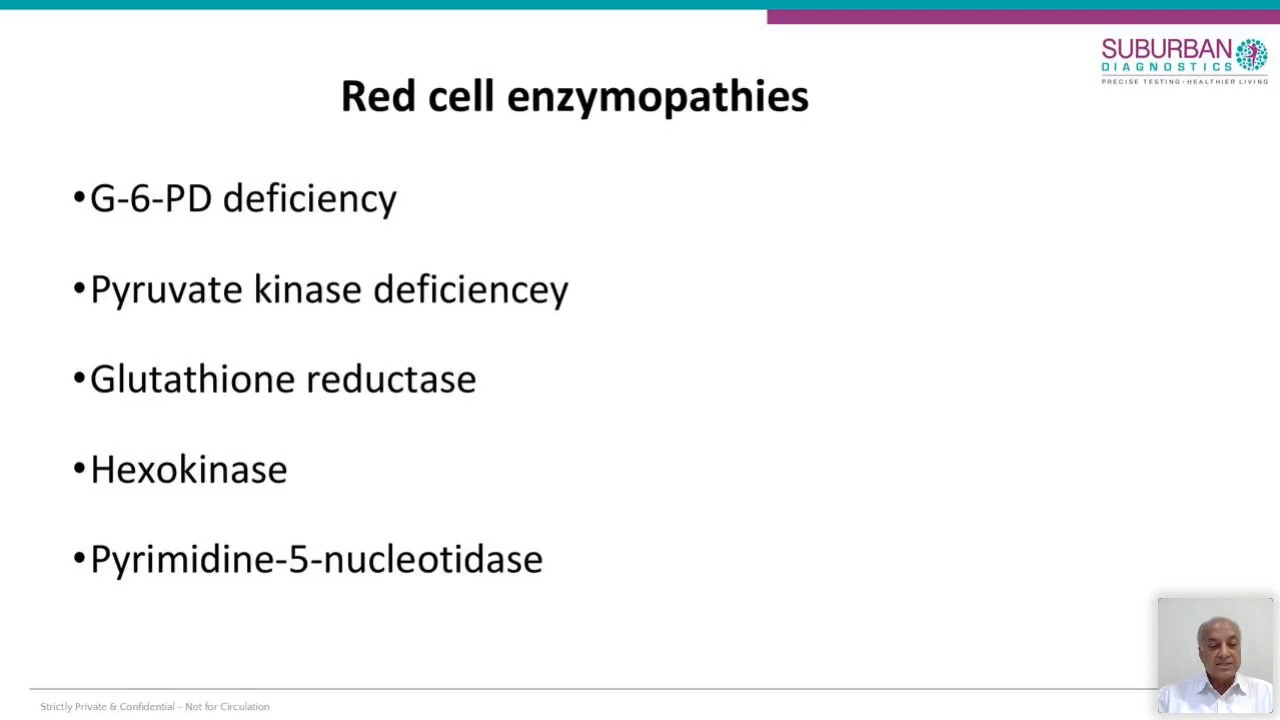 SUBURBAN
DIAGNOSTICS
PRECISE TESTING-HEALTHIER LIVING
Red cell enzymopathies
•G-6-PD deficiency
•Pyruvate kinase deficiencey
•Glutathione reductase
•Hexokinase
•Pyrimidine-5-nucleotidase
Strictly Private & Confidential – Not for Circulation